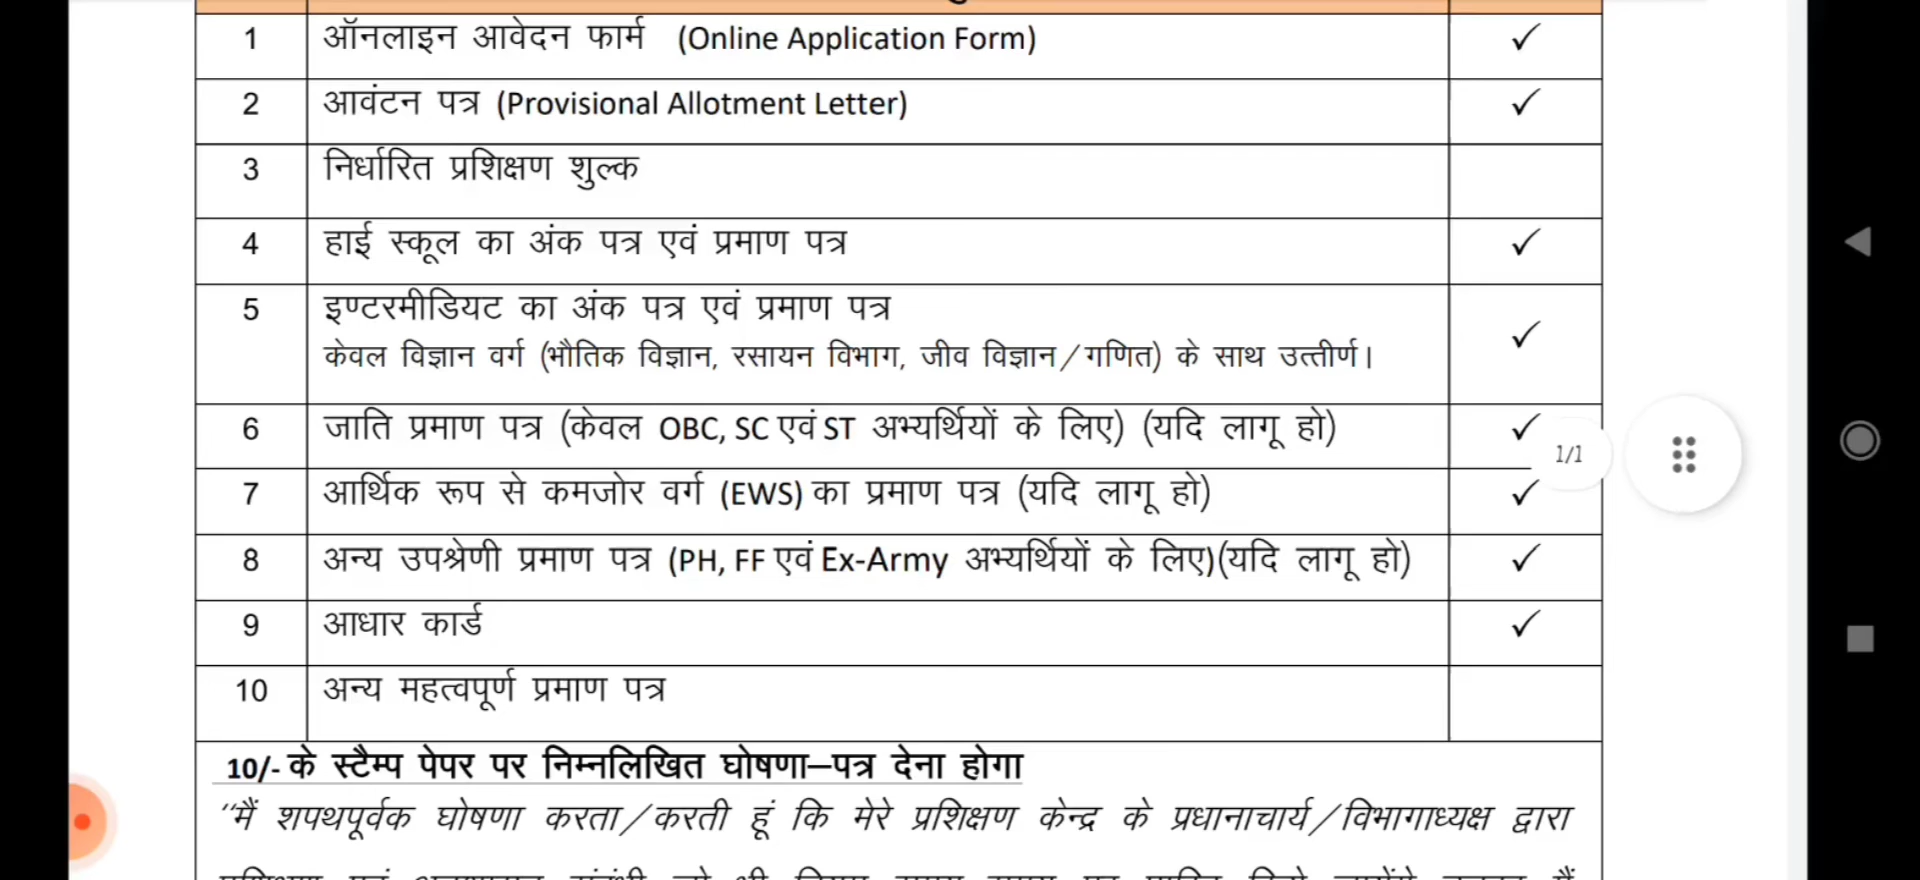 1 ऑनलाइन आवेदन फार्म (Online Application Form) ✓
2 आवंटन पत्र (Provisional Allotment Letter) ✓
3 निर्धारित प्रशिक्षण शुल्क
4 हाई स्कूल का अंक पत्र एवं प्रमाण पत्र ✓
5 इण्टरमीडियट का अंक पत्र एवं प्रमाण पत्र ✓
केवल विज्ञान वर्ग (भौतिक विज्ञान, रसायन विभाग, जीव विज्ञान/गणित) के साथ उत्तीर्ण।
6 जाति प्रमाण पत्र (केवल OBC, SC एवं ST अभ्यर्थियों के लिए) (यदि लागू हो) ✓
1/1
7 आर्थिक रूप से कमजोर वर्ग (EWS) का प्रमाण पत्र (यदि लागू हो) ✓
8 अन्य उपश्रेणी प्रमाण पत्र (PH, FF एवं Ex-Army अभ्यर्थियों के लिए)(यदि लागू हो) ✓
9 आधार कार्ड ✓
10 अन्य महत्वपूर्ण प्रमाण पत्र
10/- के स्टैम्प पेपर पर निम्नलिखित घोषणा–पत्र देना होगा
‘‘मैं शपथपूर्वक घोषणा करता/करती हूं कि मेरे प्रशिक्षण केन्द्र के प्रधानाचार्य/विभागाध्यक्ष द्वारा